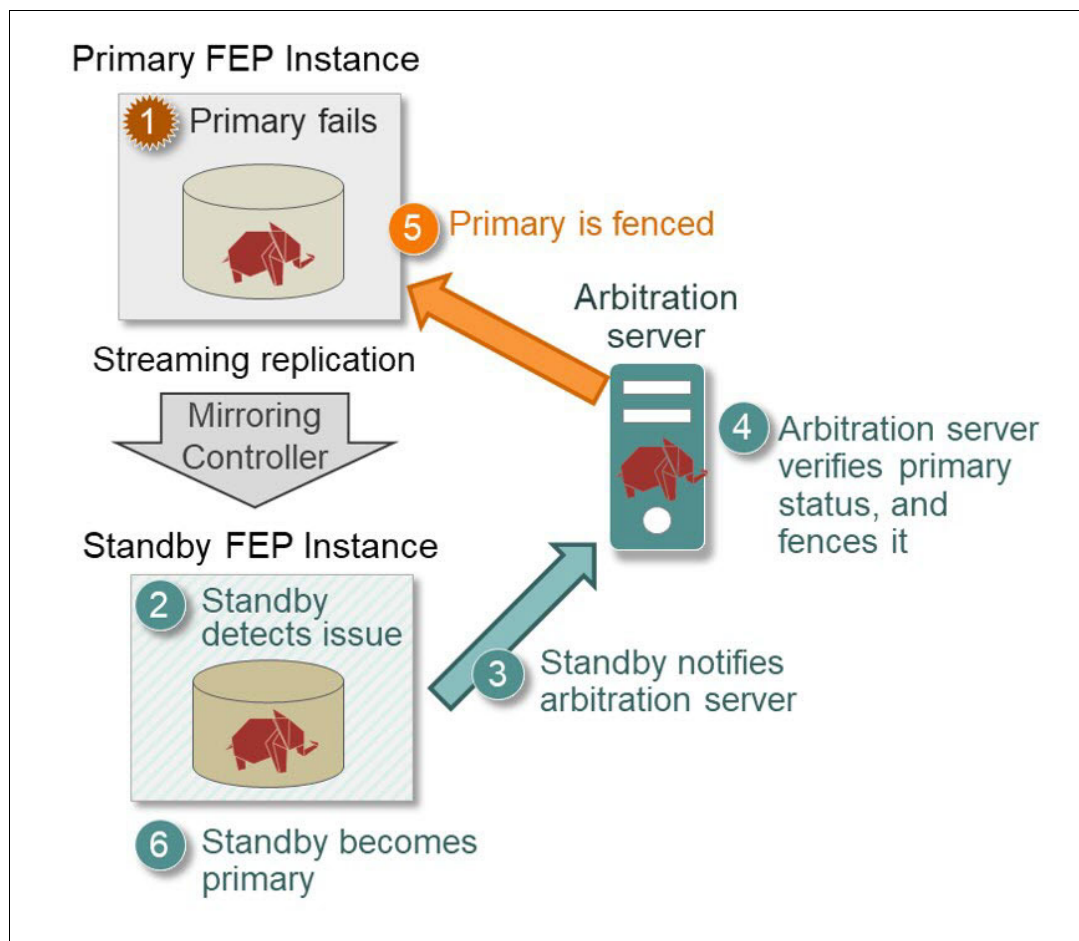 Primary FEP Instance
1 Primary fails
5 Primary is fenced
Arbitration
server
Streaming replication
Mirroring
Controller
4 Arbitration server
verifies primary
status, and
fences it
Standby FEP Instance
2 Standby
detects issue
3 Standby notifies
arbitration server
6 Standby becomes
primary